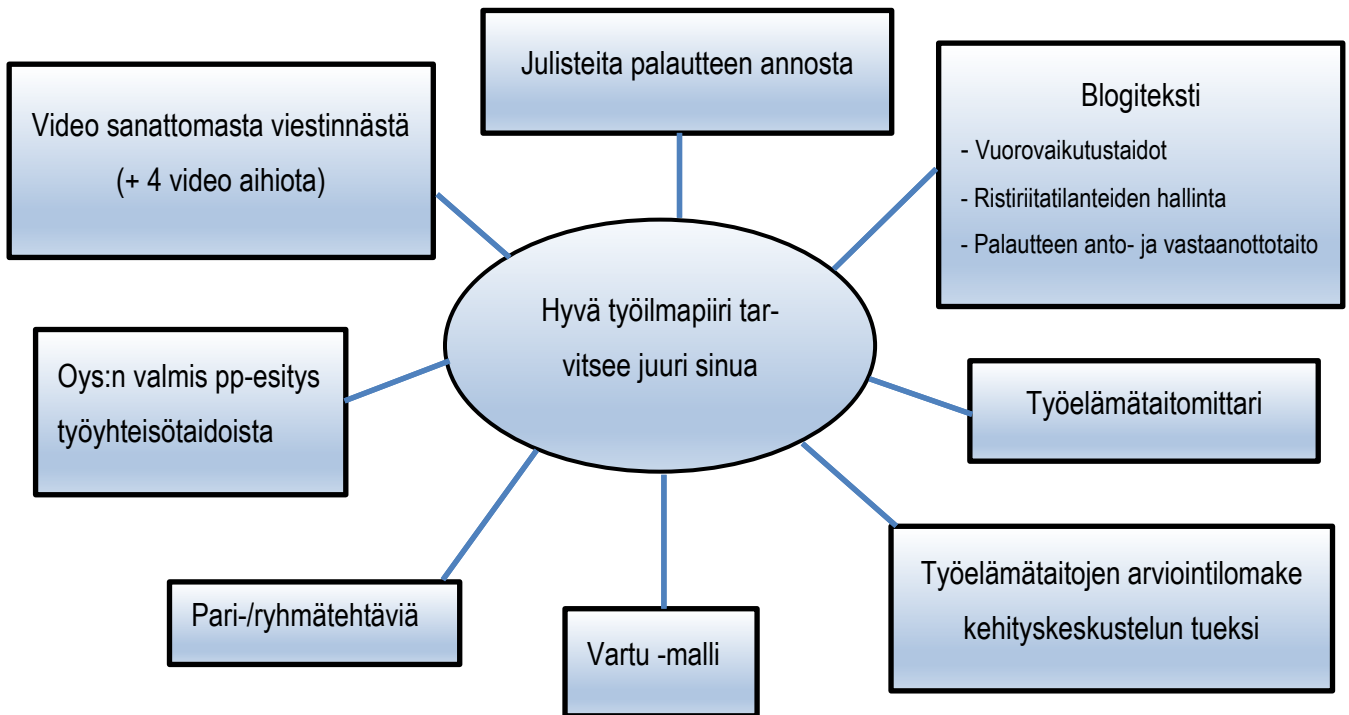 Julisteita palautteen annosta
Video sanattomasta viestinnästä
(+ 4 video aihiota)
Blogiteksti
- Vuorovaikutustaidot
- Ristiriitatilanteiden hallinta
- Palautteen anto- ja vastaanottotaito
Hyvä työilmapiiri tar-
vitsee juuri sinua
Oys:n valmis pp-esitys
työyhteisötaidoista
Työelämätaitomittari
Pari-/ryhmätehtäviä
Vartu -malli
Työelämätaitojen arviointilomake
kehityskeskustelun tueksi